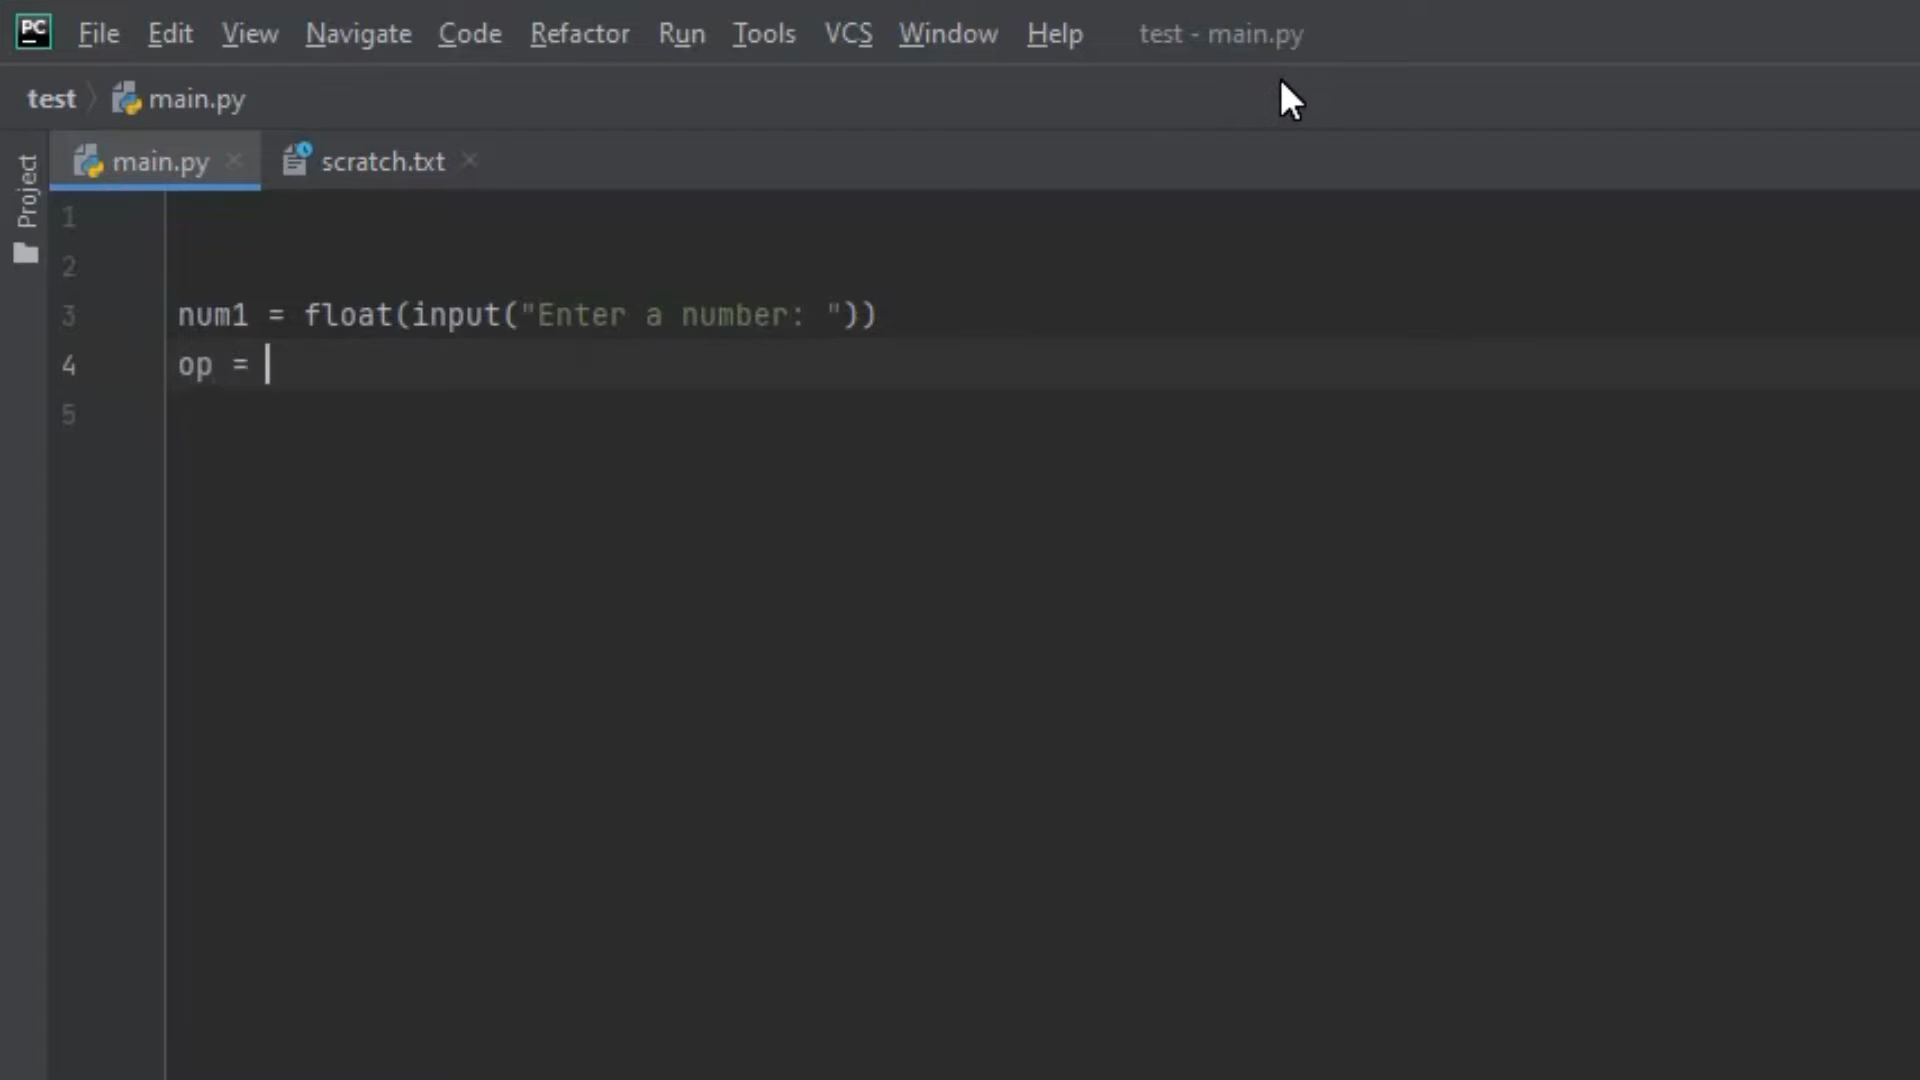 PC File Edit View Navigate Code Refactor Run Tools VCS Window Help test - main.py
test main.py
main.py scratch.txt
Project
1
2
3 num1 = float(input("Enter a number: "))
4 op =
5